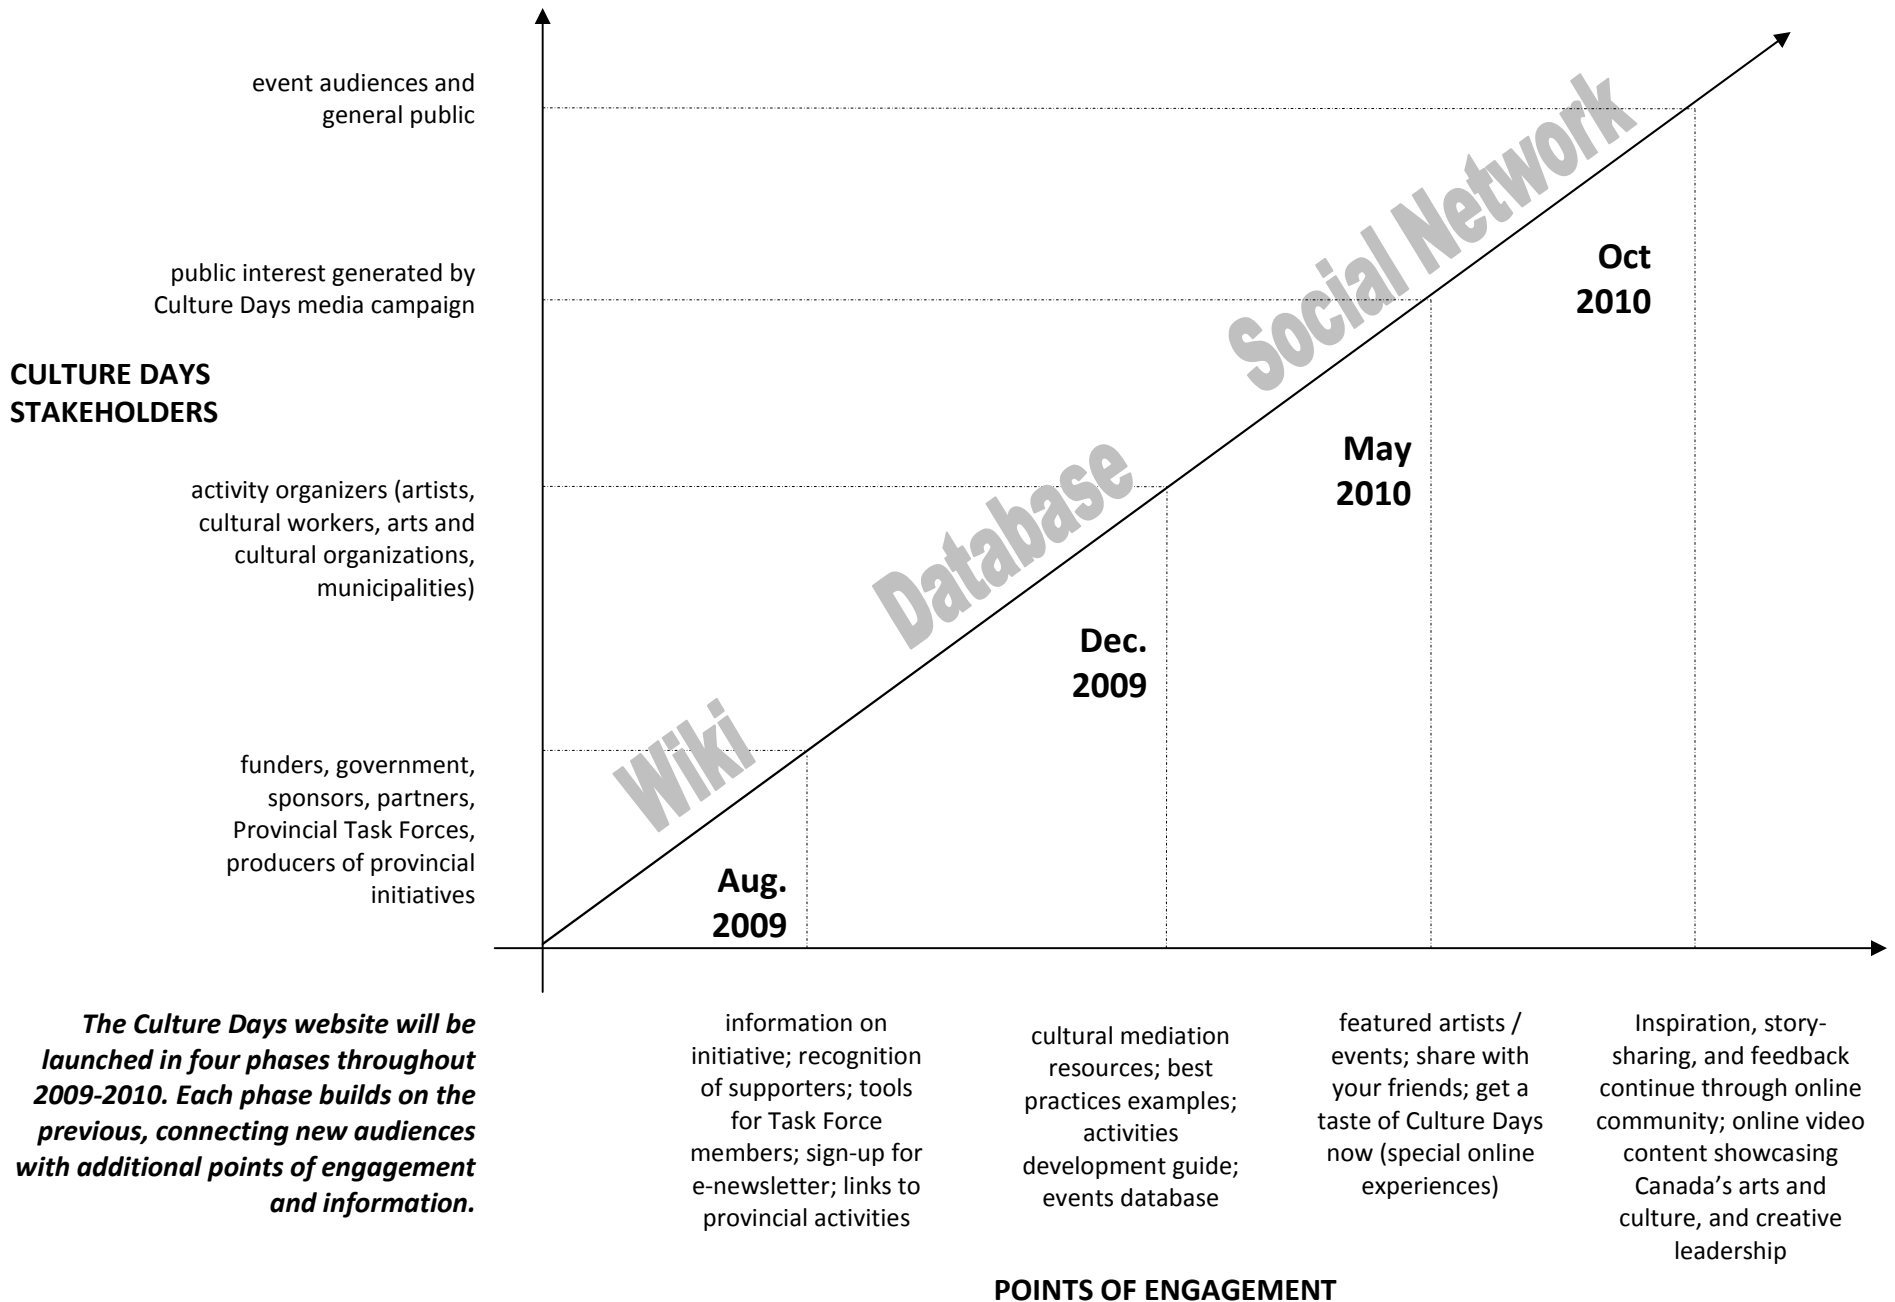 event audiences and
general public
public interest generated by
Culture Days media campaign
CULTURE DAYS
STAKEHOLDERS
activity organizers (artists,
cultural workers, arts and
cultural organizations,
municipalities)
funders, government,
sponsors, partners,
Provincial Task Forces,
producers of provincial
initiatives
Wiki
Database
Social Network
Aug.
2009
Dec.
2009
May
2010
Oct
2010
The Culture Days website will be
launched in four phases throughout
2009-2010. Each phase builds on the
previous, connecting new audiences
with additional points of engagement
and information.
information on
initiative; recognition
of supporters; tools
for Task Force
members; sign-up for
e-newsletter; links to
provincial activities
cultural mediation
resources; best
practices examples;
activities
development guide;
events database
featured artists /
events; share with
your friends; get a
taste of Culture Days
now (special online
experiences)
Inspiration, story-
sharing, and feedback
continue through online
community; online video
content showcasing
Canada’s arts and
culture, and creative
leadership
POINTS OF ENGAGEMENT